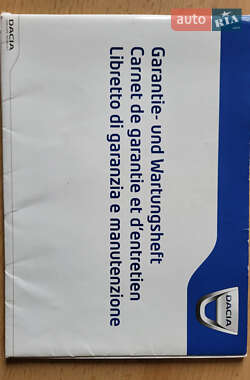 Garantie- und Wartungsheft
Carnet de garantie et d'entretien
Libretto di garanzia e manutenzione
DACIA
DACIA
AUTO
RIA